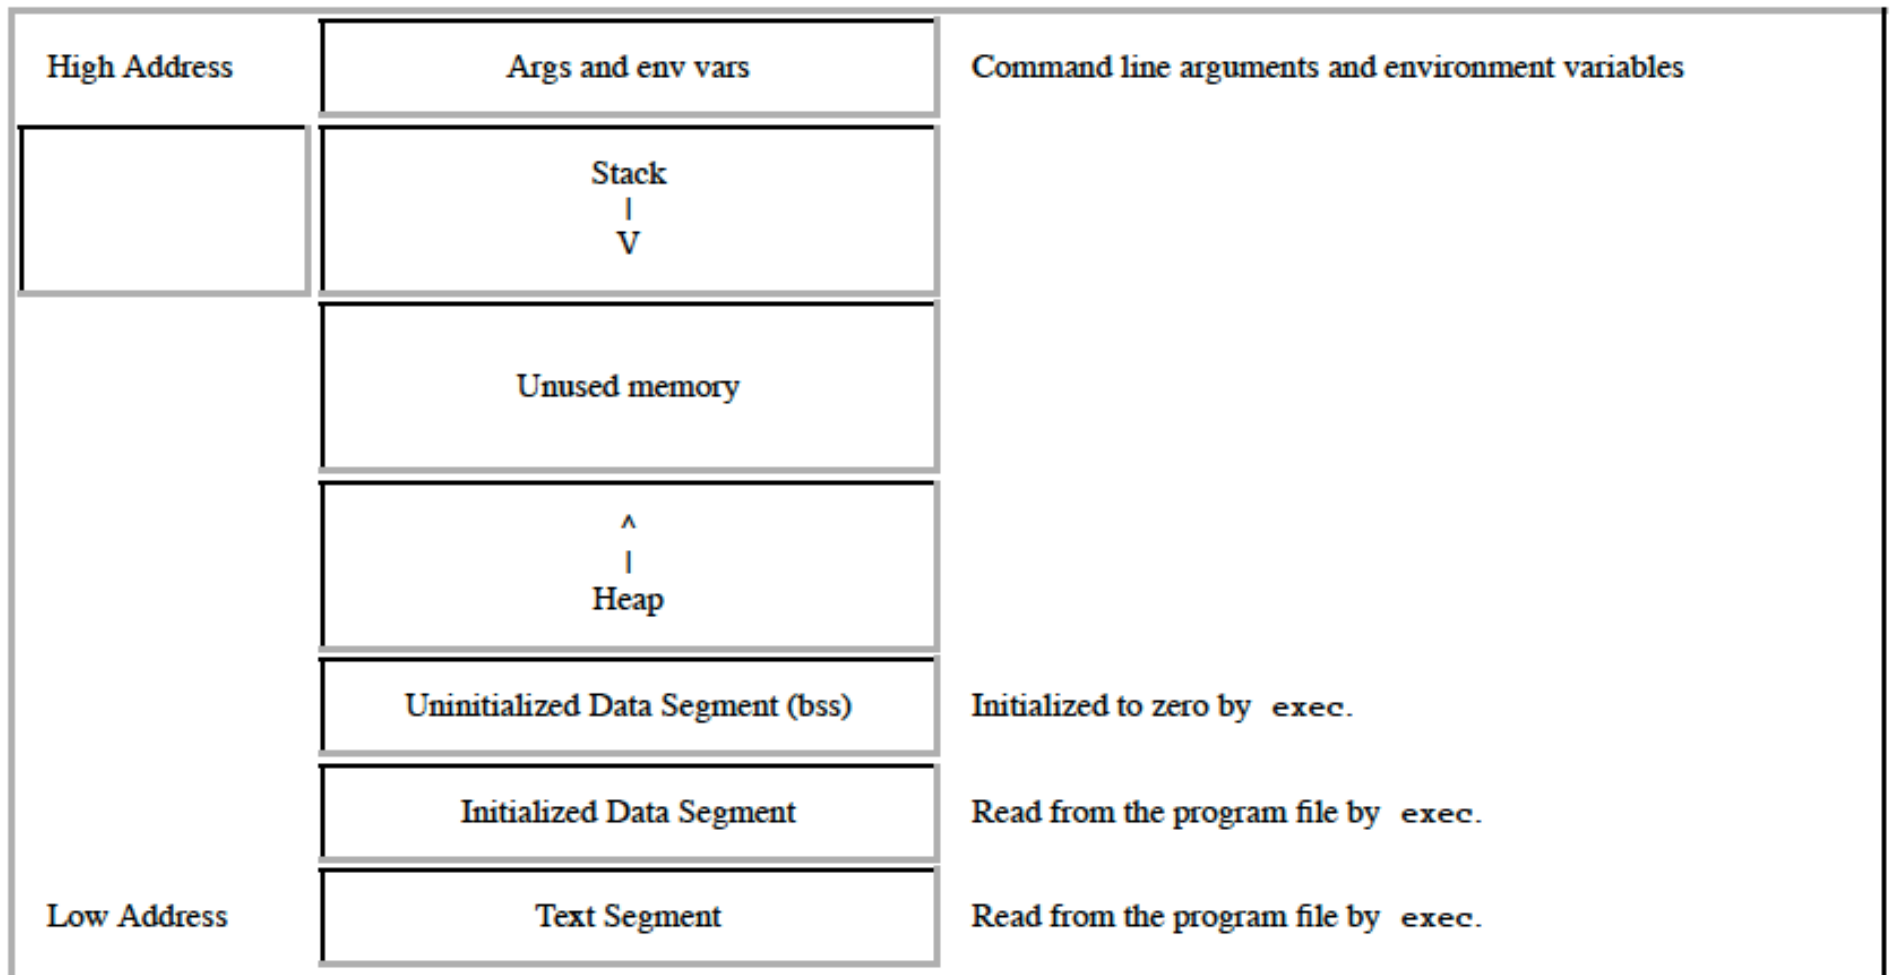 High Address Args and env vars Command line arguments and environment variables
Stack
|
V
Unused memory
^
|
Heap
Uninitialized Data Segment (bss) Initialized to zero by exec.
Initialized Data Segment Read from the program file by exec.
Low Address Text Segment Read from the program file by exec.